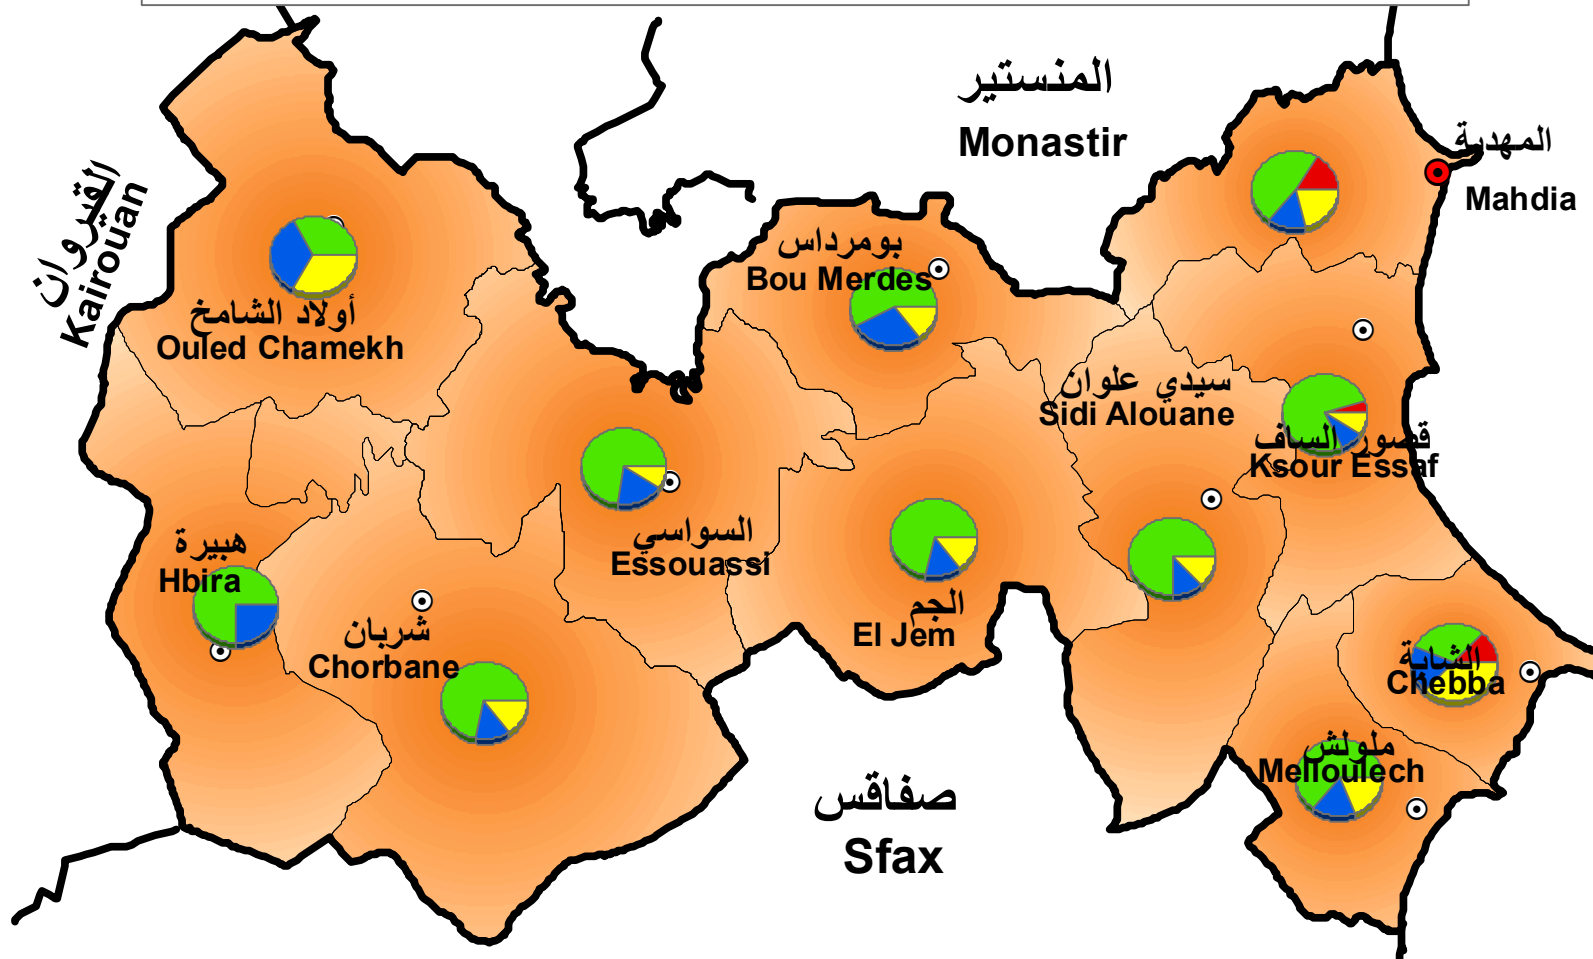 المنستير
Monastir
المهدية
Mahdia
القيروان
Kairouan
بومرداس
Bou Merdes
أولاد الشامخ
Ouled Chamekh
سيدي علوان
Sidi Alouane
قصور الساف
Ksour Essaf
السواسي
Essouassi
هبيرة
Hbira
الجم
El Jem
شربان
Chorbane
الشابة
Chebba
ملولش
Melloulech
صفاقس
Sfax